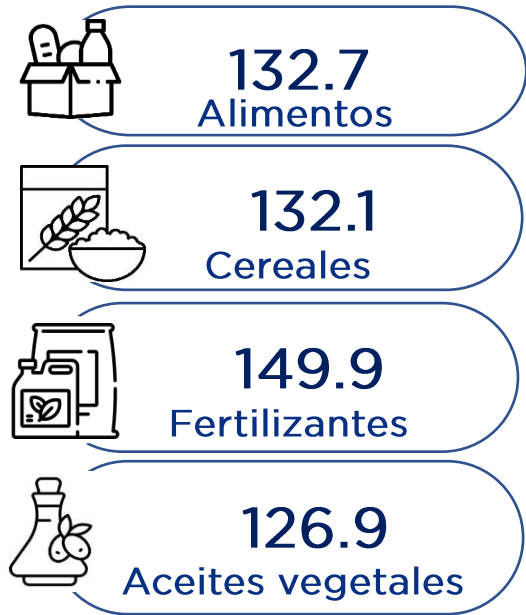 132.7
Alimentos
132.1
Cereales
149.9
Fertilizantes
126.9
Aceites vegetales